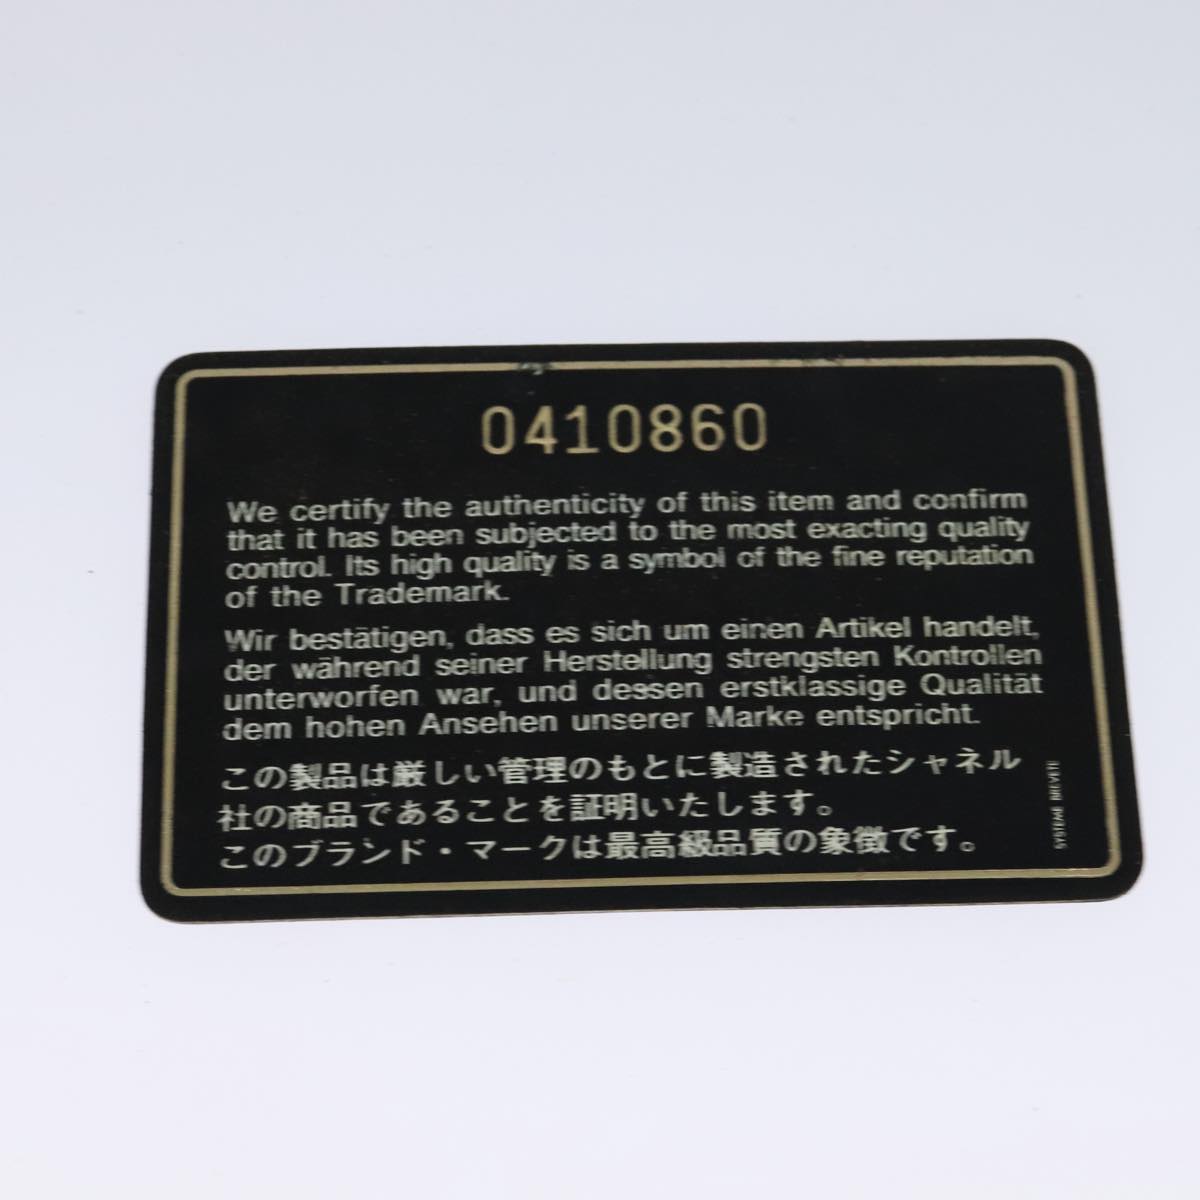 0410860
We certify the authenticity of this item and confirm
that it has been subjected to the most exacting quality
control. Its high quality is a symbol of the fine reputation
of the Trademark.
Wir bestätigen, dass es sich um einen Artikel handelt,
der während seiner Herstellung strengsten Kontrollen
unterworfen war, und dessen erstklassige Qualität
dem hohen Ansehen unserer Marke entspricht.
この製品は厳しい管理のもとに製造されたシャネル
社の商品であることを証明いたします。
このブランド・マークは最高級品質の象徴です。
SYSTEME BREVETE